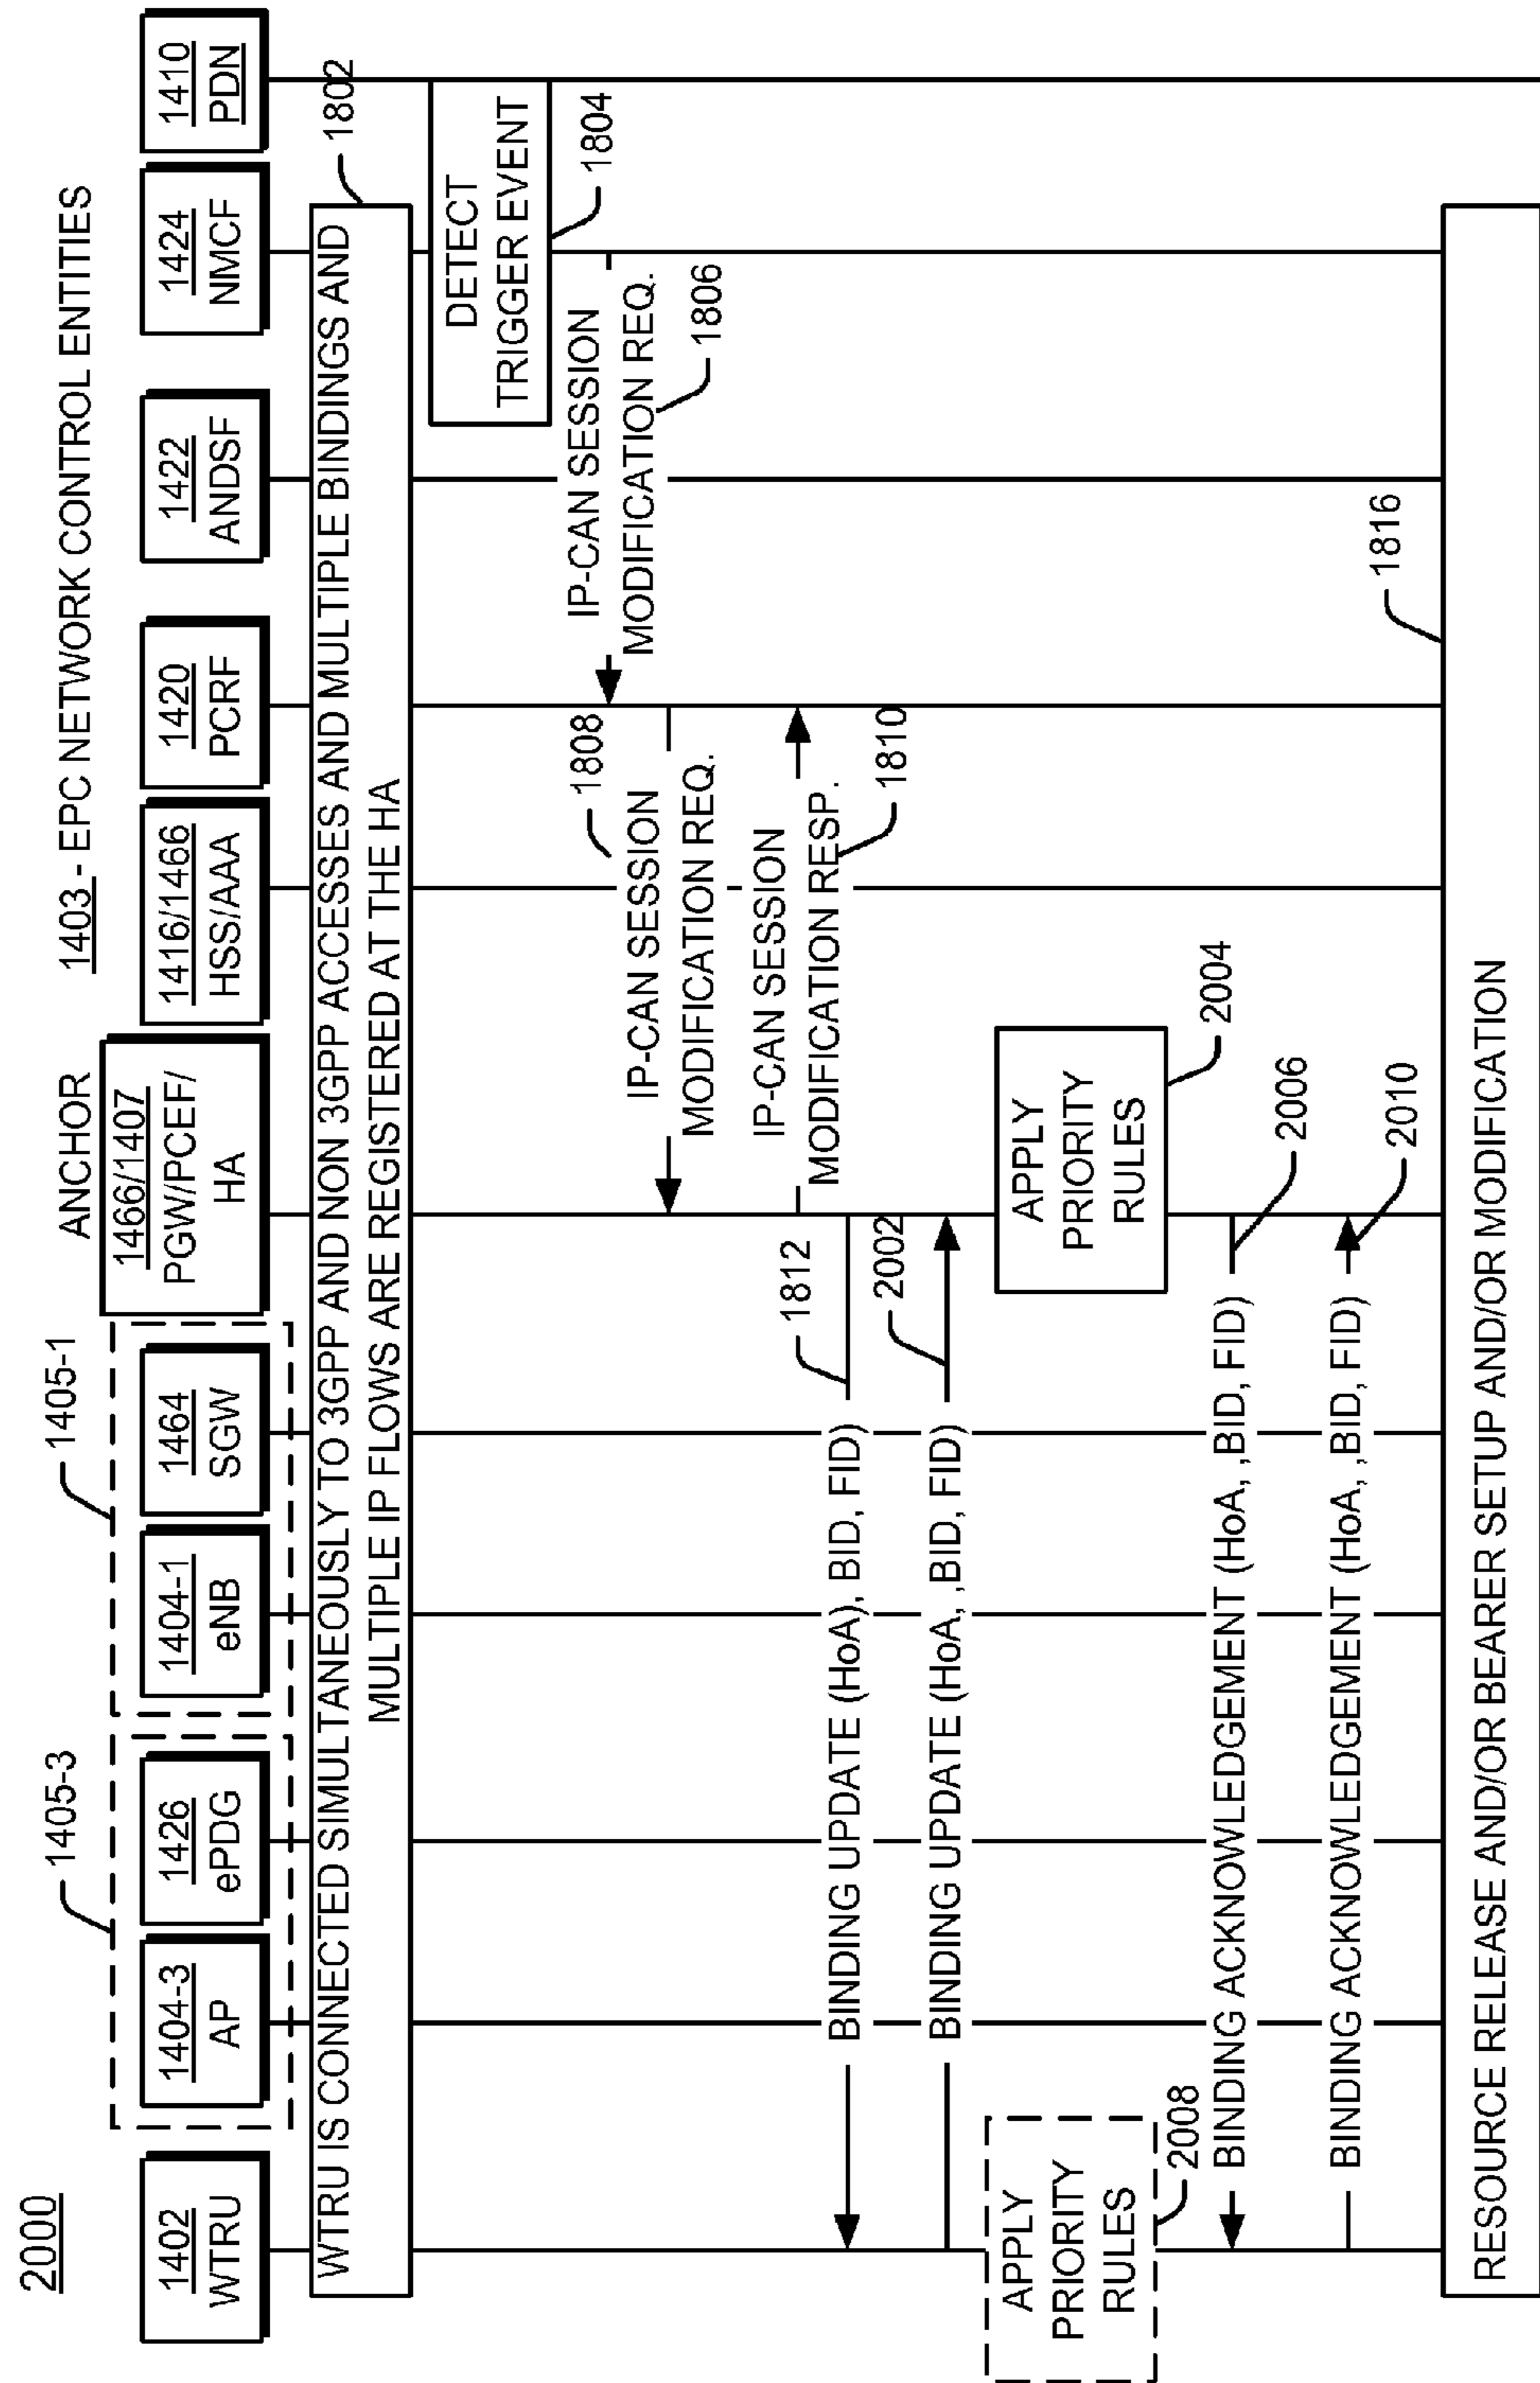 2000
1403 - EPC NETWORK CONTROL ENTITIES
ANCHOR
1405-3
1405-1
1402
WTRU
1404-3
AP
1426
ePDG
1404-1
eNB
1464
SGW
1466/1407
PGW/PCEF/
HA
1416/1466
HSS/AAA
1420
PCRF
1422
ANDSF
1424
NMCF
1410
PDN
WTRU IS CONNECTED SIMULTANEOUSLY TO 3GPP AND NON 3GPP ACCESSES AND MULTIPLE BINDINGS AND
MULTIPLE IP FLOWS ARE REGISTERED AT THE HA
1802
DETECT
TRIGGER EVENT
1804
IP-CAN SESSION
MODIFICATION REQ.
1806
1808
IP-CAN SESSION
MODIFICATION REQ.
IP-CAN SESSION
MODIFICATION RESP.
1810
1812
BINDING UPDATE (HoA), BID, FID)
2002
BINDING UPDATE (HoA, ,BID, FID)
APPLY
PRIORITY
RULES
2008
APPLY
PRIORITY
RULES
2004
BINDING ACKNOWLEDGEMENT (HoA, ,BID, FID)
2006
BINDING ACKNOWLEDGEMENT (HoA, ,BID, FID)
2010
1816
RESOURCE RELEASE AND/OR BEARER SETUP AND/OR MODIFICATION